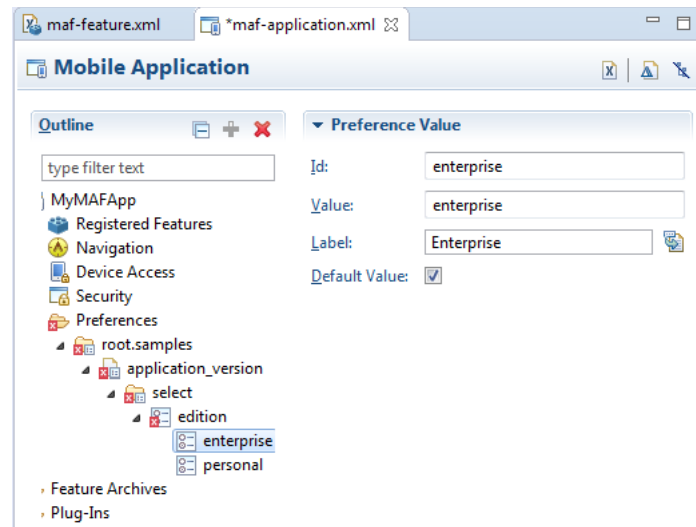 maf-feature.xml
*maf-application.xml
Mobile Application
Outline
type filter text
MyMAFApp
Registered Features
Navigation
Device Access
Security
Preferences
root.samples
application_version
select
edition
enterprise
personal
Feature Archives
Plug-Ins
Preference Value
Id: enterprise
Value: enterprise
Label: Enterprise
Default Value: